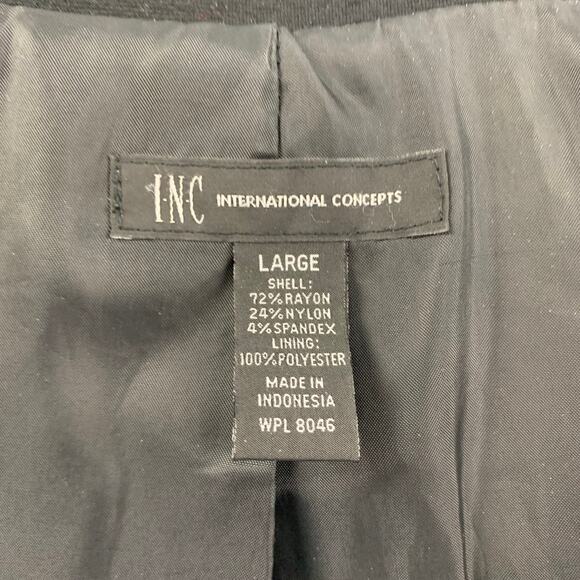 I·N·C INTERNATIONAL CONCEPTS
LARGE
SHELL:
72%RAYON
24%NYLON
4%SPANDEX
LINING:
100%POLYESTER
MADE IN
INDONESIA
WPL 8046